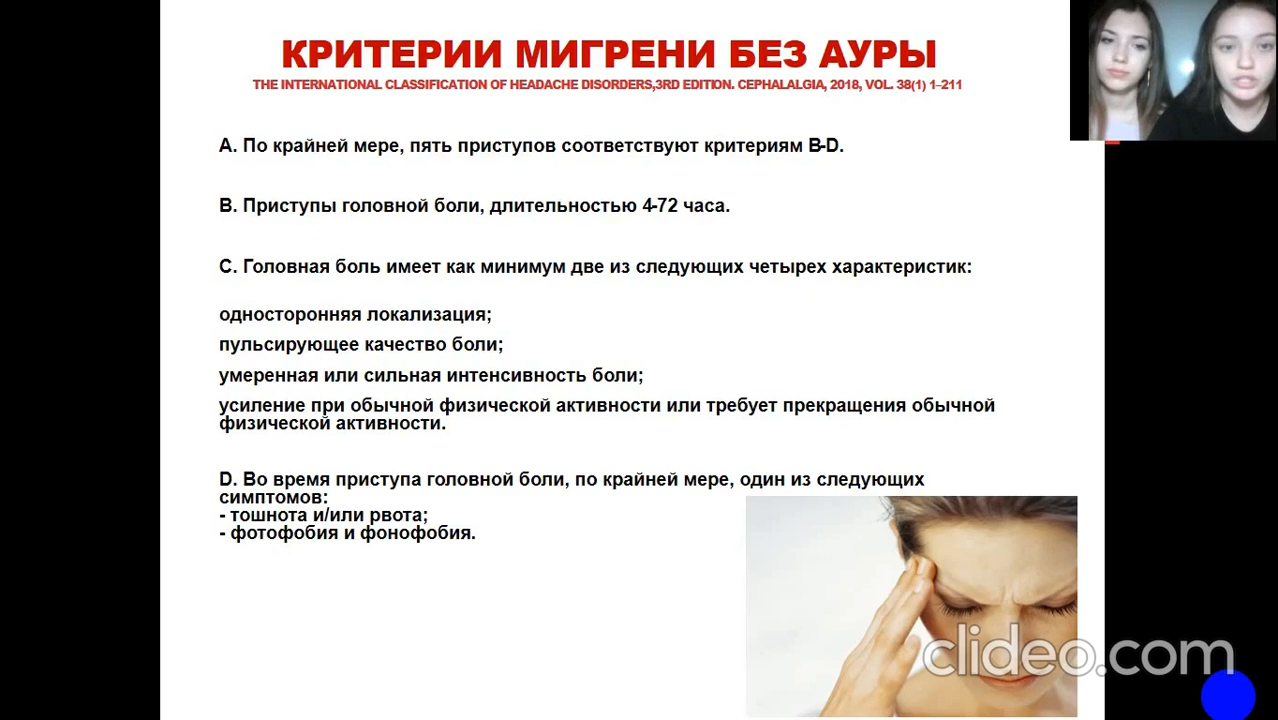 КРИТЕРИИ МИГРЕНИ БЕЗ АУРЫ
THE INTERNATIONAL CLASSIFICATION OF HEADACHE DISORDERS,3RD EDITION. CEPHALALGIA, 2018, VOL. 38(1) 1–211
A. По крайней мере, пять приступов соответствуют критериям B-D.
B. Приступы головной боли, длительностью 4-72 часа.
C. Головная боль имеет как минимум две из следующих четырех характеристик:
односторонняя локализация;
пульсирующее качество боли;
умеренная или сильная интенсивность боли;
усиление при обычной физической активности или требует прекращения обычной
физической активности.
D. Во время приступа головной боли, по крайней мере, один из следующих
симптомов:
- тошнота и/или рвота;
- фотофобия и фонофобия.
clideo.com